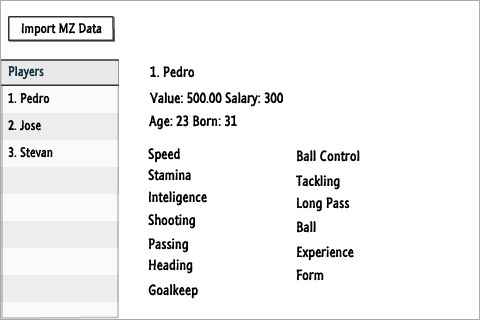 Import MZ Data
Players
1. Pedro
2. Jose
3. Stevan
1. Pedro
Value: 500.00 Salary: 300
Age: 23 Born: 31
Speed
Stamina
Inteligence
Shooting
Passing
Heading
Goalkeep
Ball Control
Tackling
Long Pass
Ball
Experience
Form